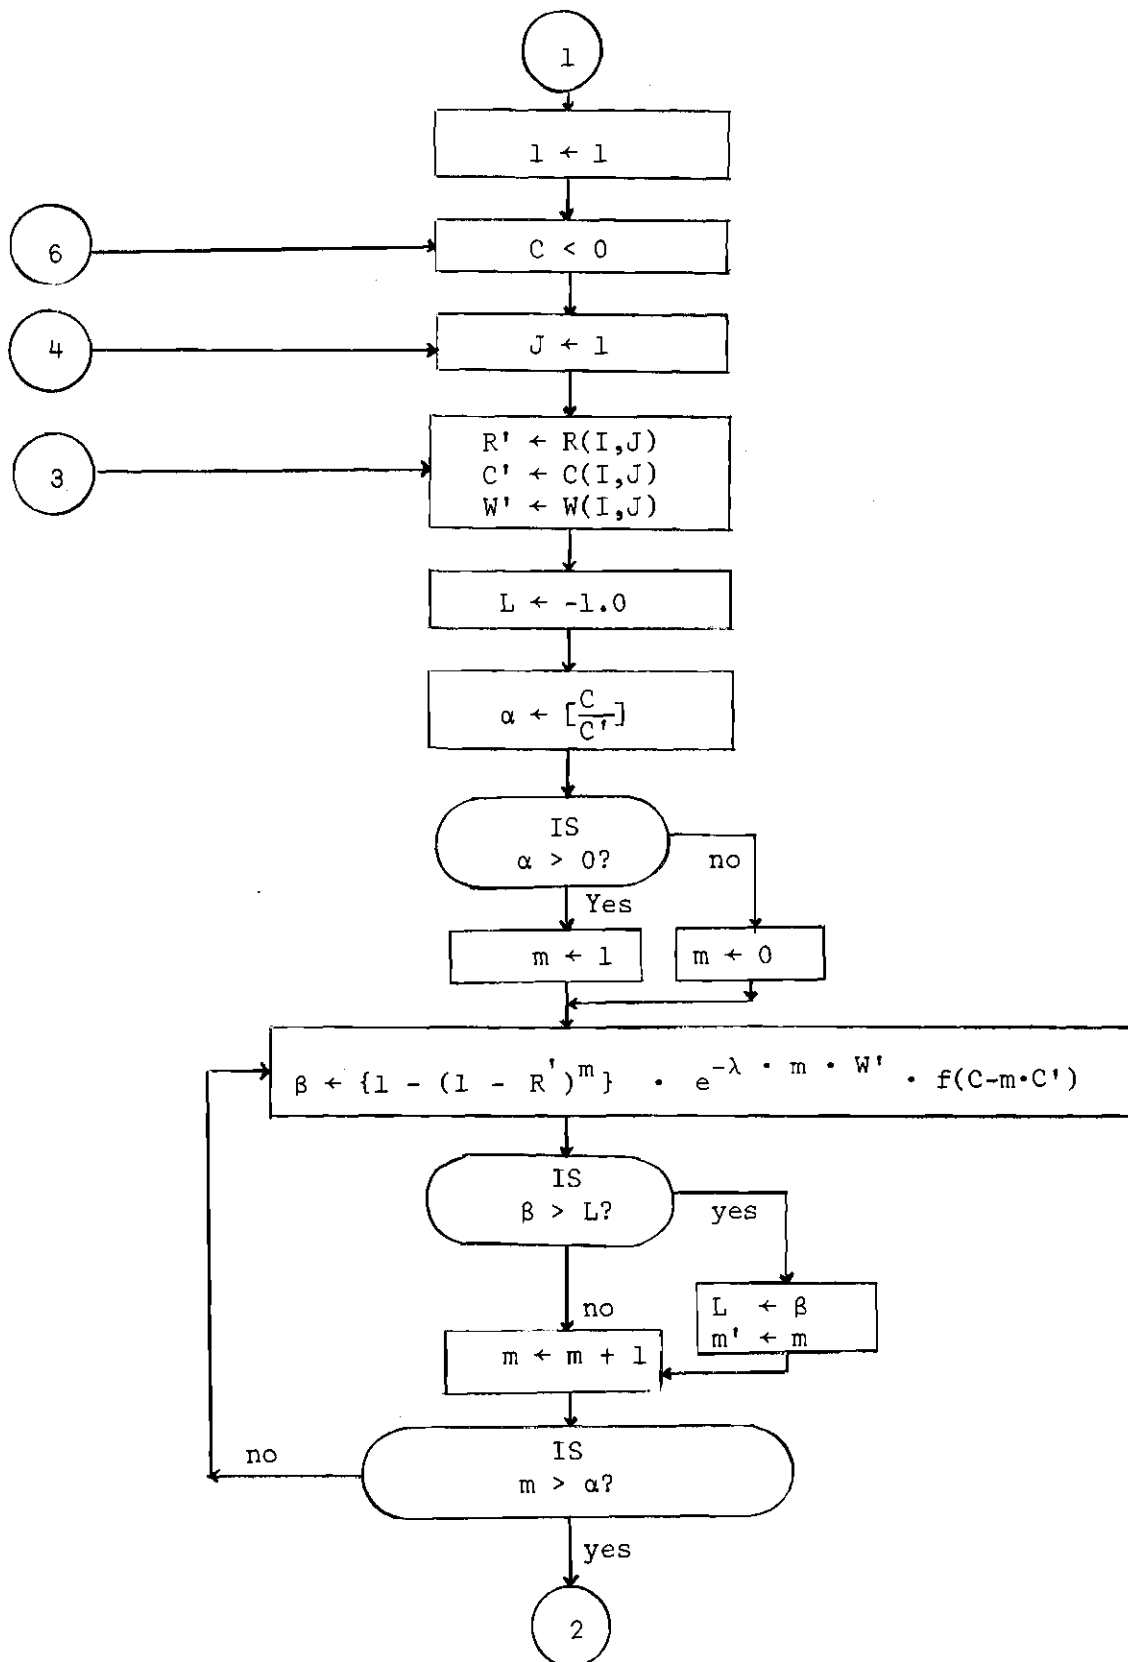 1
1 ← 1
6
C < 0
4
J ← 1
3
R' ← R(I,J)
C' ← C(I,J)
W' ← W(I,J)
L ← -1.0
α ← [C/C']
IS
α > 0?
no
Yes
m ← 1
m ← 0
β ← {1 - (1 - R')^m} · e^-λ · m · W' · f(C-m·C')
IS
β > L?
yes
no
L ← β
m' ← m
m ← m + 1
IS
m > α?
no
yes
2